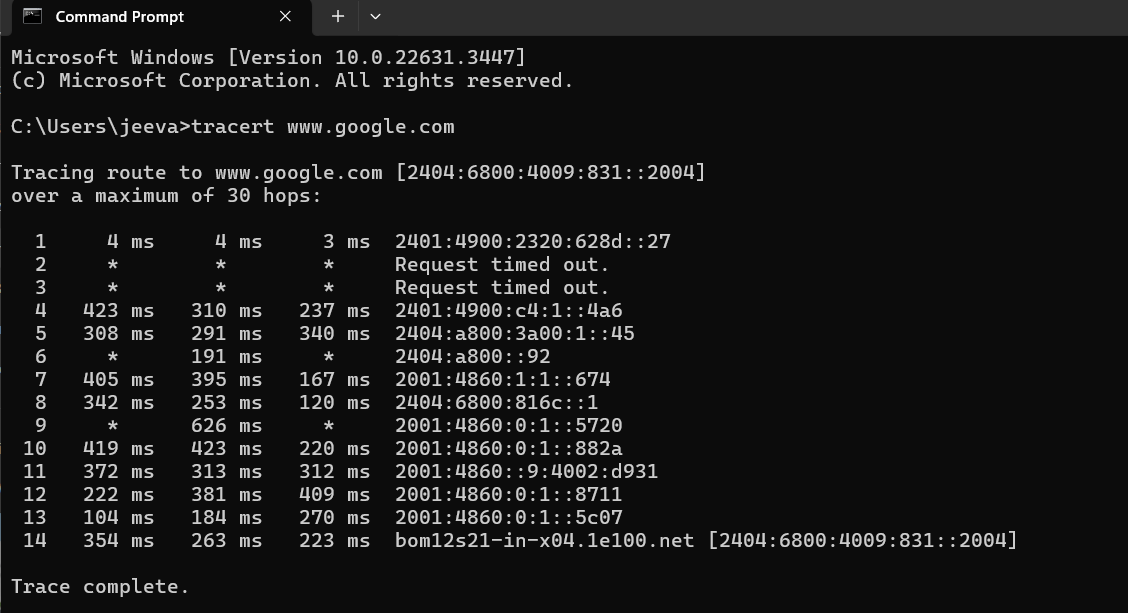 Command Prompt
Microsoft Windows [Version 10.0.22631.3447]
(c) Microsoft Corporation. All rights reserved.
C:\Users\jeeva>tracert www.google.com
Tracing route to www.google.com [2404:6800:4009:831::2004]
over a maximum of 30 hops:
1 4 ms 4 ms 3 ms 2401:4900:2320:628d::27
2 * * * Request timed out.
3 * * * Request timed out.
4 423 ms 310 ms 237 ms 2401:4900:c4:1::4a6
5 308 ms 291 ms 340 ms 2404:a800:3a00:1::45
6 * 191 ms * 2404:a800::92
7 405 ms 395 ms 167 ms 2001:4860:1:1::674
8 342 ms 253 ms 120 ms 2404:6800:816c::1
9 * 626 ms * 2001:4860:0:1::5720
10 419 ms 423 ms 220 ms 2001:4860:0:1::882a
11 372 ms 313 ms 312 ms 2001:4860::9:4002:d931
12 222 ms 381 ms 409 ms 2001:4860:0:1::8711
13 104 ms 184 ms 270 ms 2001:4860:0:1::5c07
14 354 ms 263 ms 223 ms bom12s21-in-x04.1e100.net [2404:6800:4009:831::2004]
Trace complete.